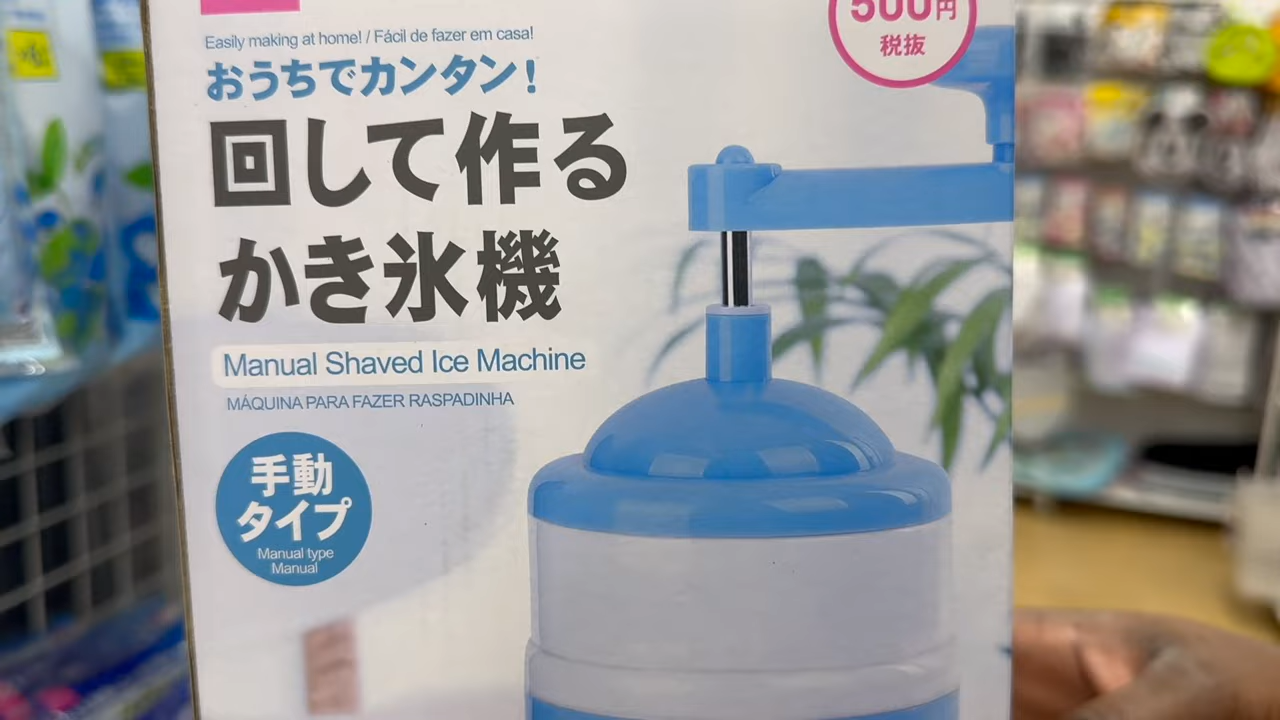 500円
税抜
Easily making at home! / Fácil de fazer em casa!
おうちでカンタン!
回して作る
かき氷機
Manual Shaved Ice Machine
MÁQUINA PARA FAZER RASPADINHA
手動
タイプ
Manual type
Manual